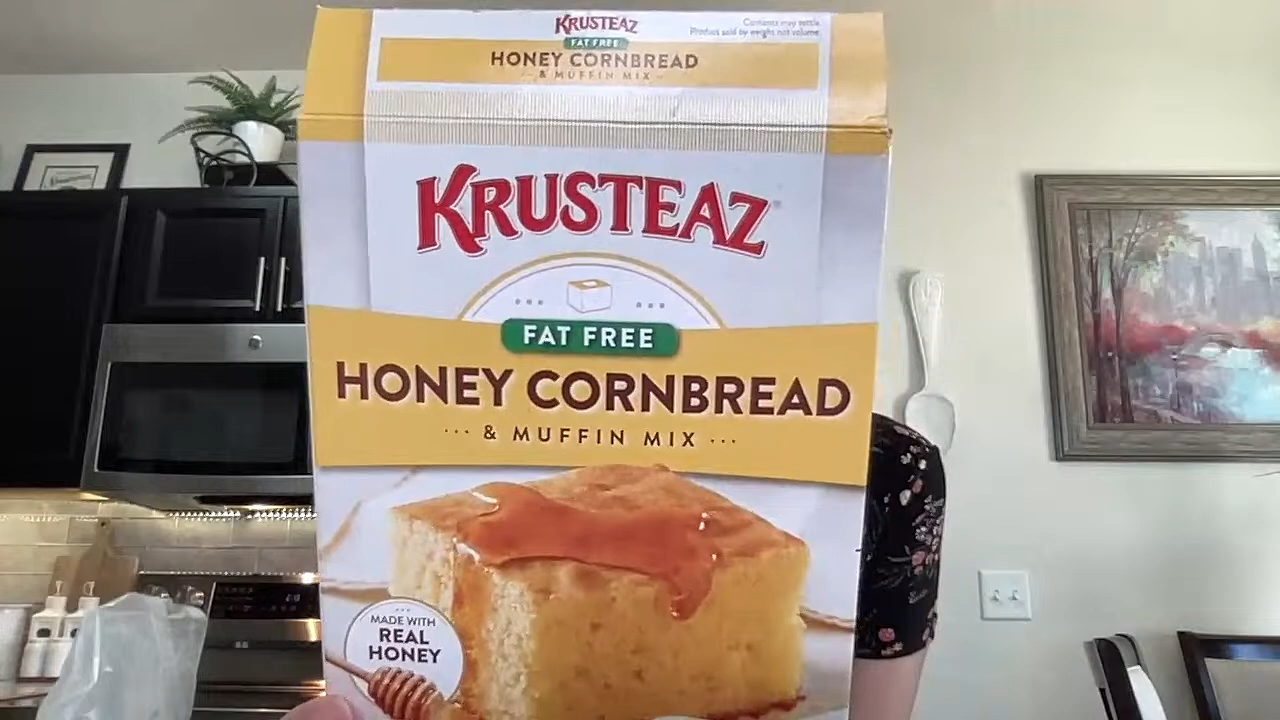 KRUSTEAZ
Contents may settle
Product sold by weight not volume
FAT FREE
HONEY CORNBREAD
& MUFFIN MIX
KRUSTEAZ
FAT FREE
HONEY CORNBREAD
& MUFFIN MIX
MADE WITH
REAL
HONEY